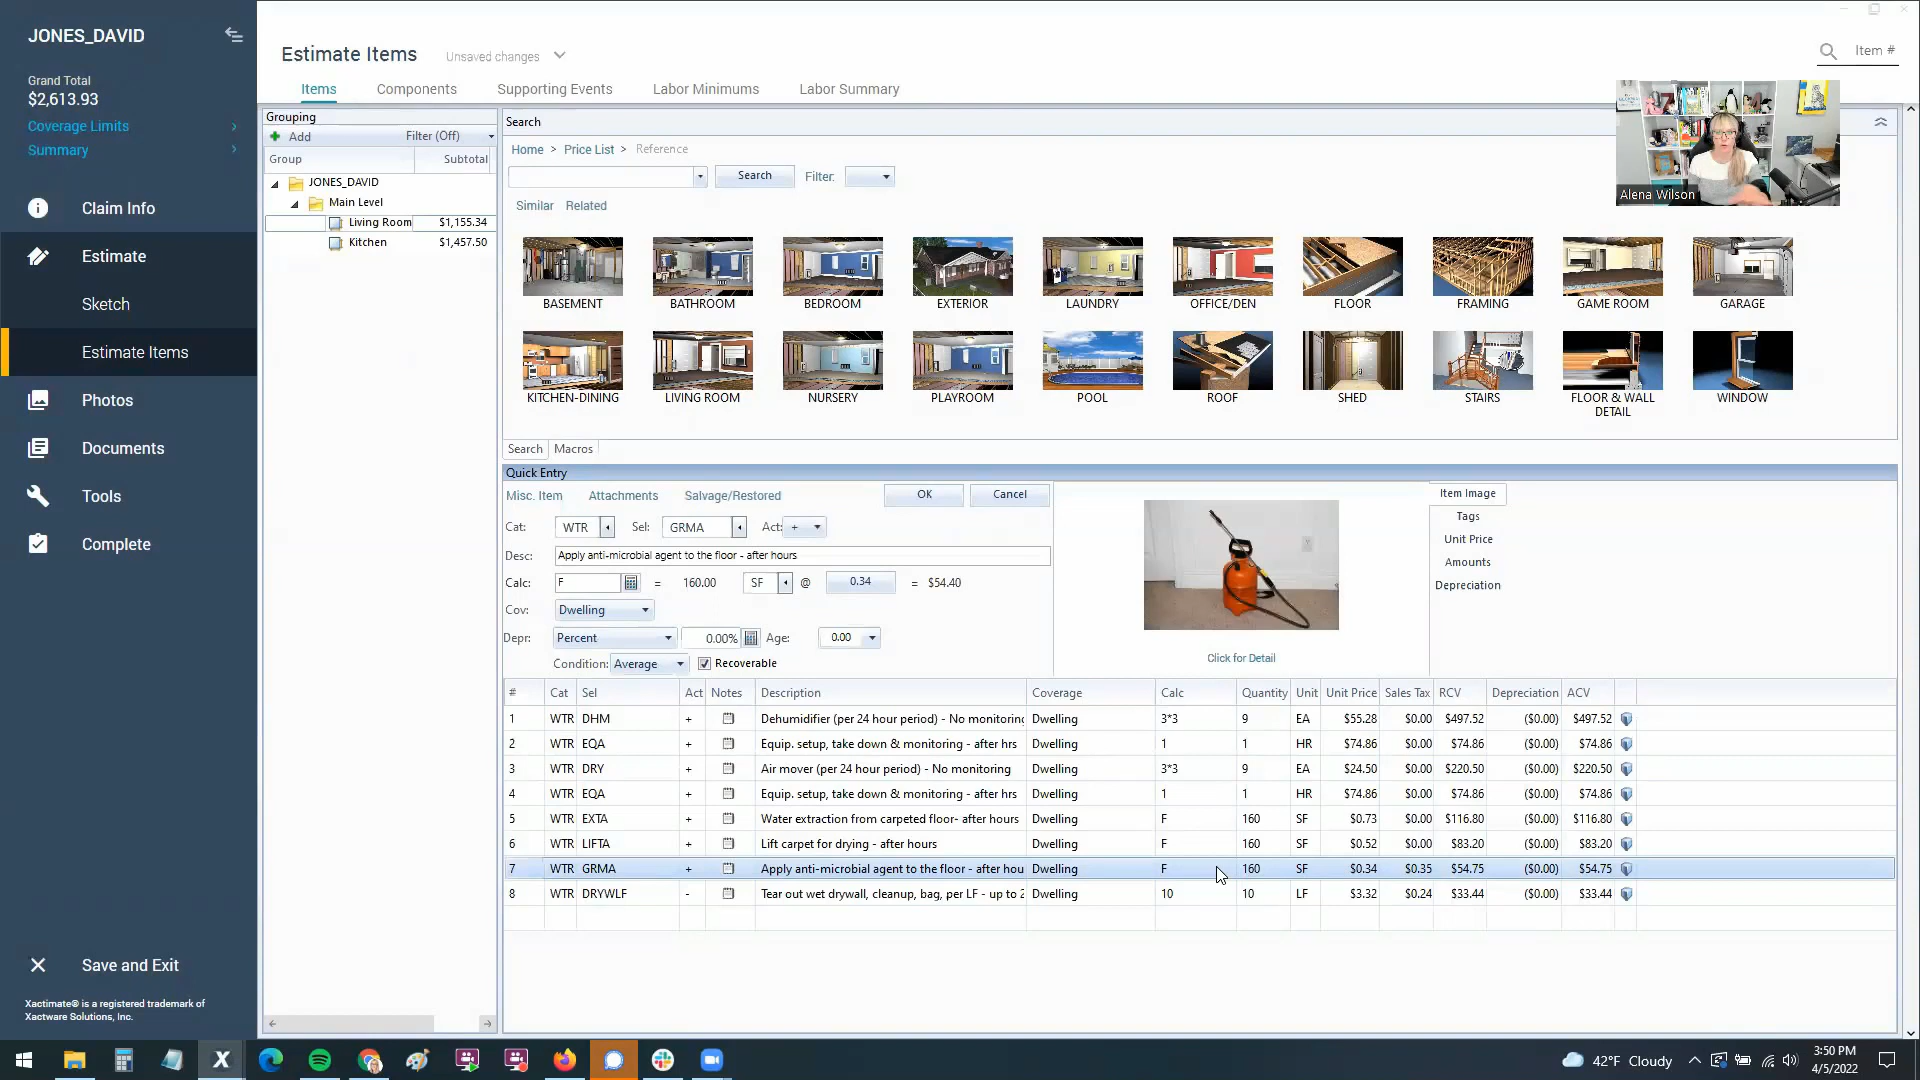 JONES_DAVID
Grand Total
$2,613.93
Coverage Limits
Summary
Claim Info
Estimate
Sketch
Estimate Items
Photos
Documents
Tools
Complete
Save and Exit
Xactimate® is a registered trademark of
Xactware Solutions, Inc.
Estimate Items
Unsaved changes
Item #
Items Components Supporting Events Labor Minimums Labor Summary
Grouping
Add Filter (Off)
Group Subtotal
JONES_DAVID
Main Level
Living Room $1,155.34
Kitchen $1,457.50
Search
Home > Price List > Reference
Search Filter:
Similar Related
Alena Wilson
BASEMENT BATHROOM BEDROOM EXTERIOR LAUNDRY OFFICE/DEN FLOOR FRAMING GAME ROOM GARAGE
KITCHEN-DINING LIVING ROOM NURSERY PLAYROOM POOL ROOF SHED STAIRS FLOOR & WALL DETAIL WINDOW
Search Macros
Quick Entry
Misc. Item Attachments Salvage/Restored OK Cancel
Cat: WTR Sel: GRMA Act: +
Desc: Apply anti-microbial agent to the floor - after hours
Calc: F = 160.00 SF @ 0.34 = $54.40
Cov: Dwelling
Depr: Percent 0.00% Age: 0.00
Condition: Average Recoverable
Click for Detail
Item Image
Tags
Unit Price
Amounts
Depreciation
# Cat Sel Act Notes Description Coverage Calc Quantity Unit Unit Price Sales Tax RCV Depreciation ACV
1 WTR DHM + Dehumidifier (per 24 hour period) - No monitoring Dwelling 3*3 9 EA $55.28 $0.00 $497.52 ($0.00) $497.52
2 WTR EQA + Equip. setup, take down & monitoring - after hrs Dwelling 1 1 HR $74.86 $0.00 $74.86 ($0.00) $74.86
3 WTR DRY + Air mover (per 24 hour period) - No monitoring Dwelling 3*3 9 EA $24.50 $0.00 $220.50 ($0.00) $220.50
4 WTR EQA + Equip. setup, take down & monitoring - after hrs Dwelling 1 1 HR $74.86 $0.00 $74.86 ($0.00) $74.86
5 WTR EXTA + Water extraction from carpeted floor- after hours Dwelling F 160 SF $0.73 $0.00 $116.80 ($0.00) $116.80
6 WTR LIFTA + Lift carpet for drying - after hours Dwelling F 160 SF $0.52 $0.00 $83.20 ($0.00) $83.20
7 WTR GRMA + Apply anti-microbial agent to the floor - after hou Dwelling F 160 SF $0.34 $0.35 $54.75 ($0.00) $54.75
8 WTR DRYWLF - Tear out wet drywall, cleanup, bag, per LF - up to 2 Dwelling 10 10 LF $3.32 $0.24 $33.44 ($0.00) $33.44
42°F Cloudy
3:50 PM
4/5/2022